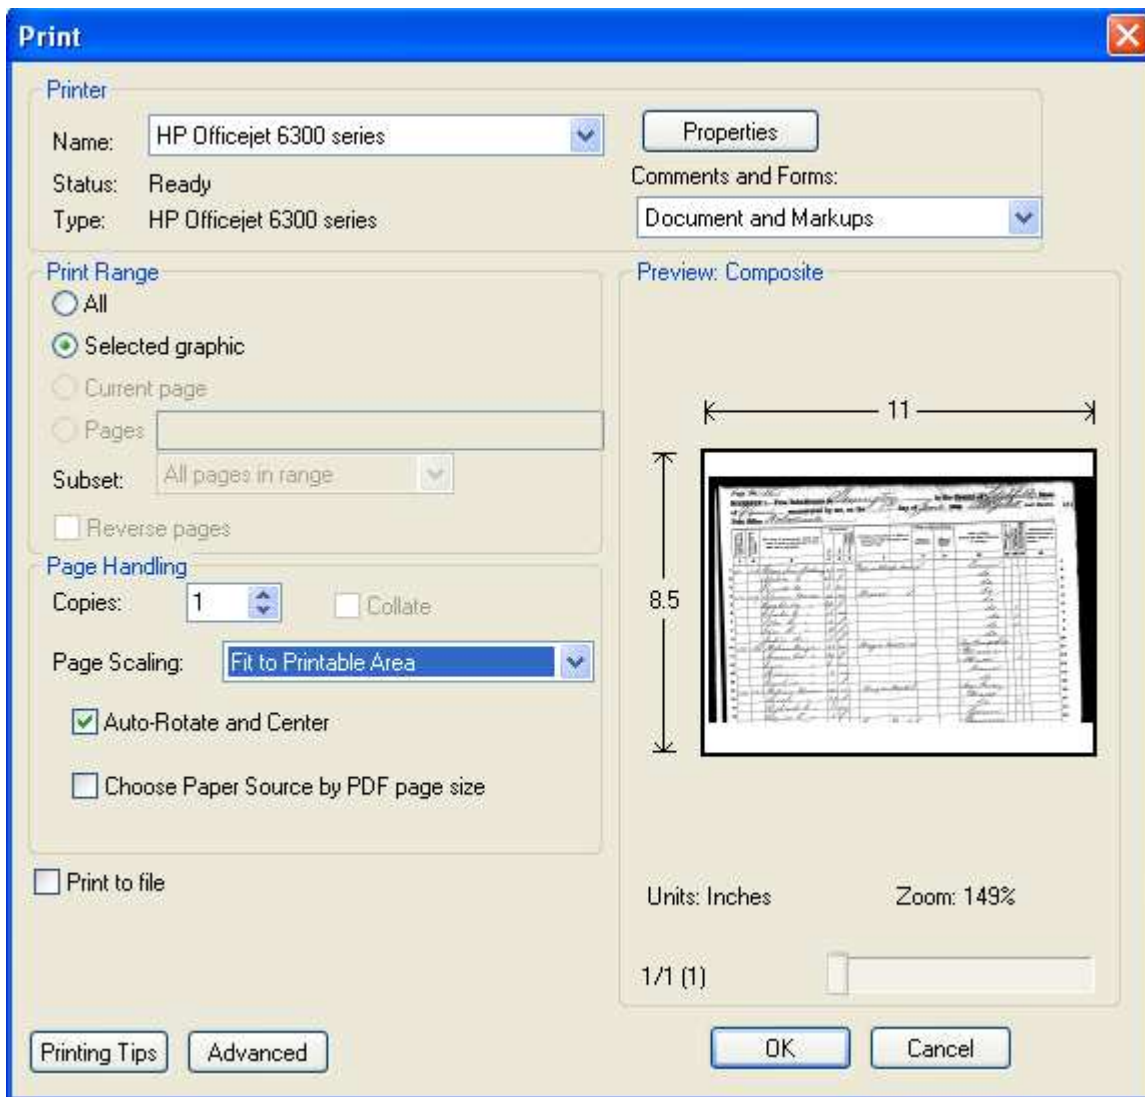 Print
Printer
Name: HP Officejet 6300 series Properties
Status: Ready Comments and Forms:
Type: HP Officejet 6300 series Document and Markups
Print Range
All
Selected graphic
Current page
Pages
Subset: All pages in range
Reverse pages
Page Handling
Copies: 1 Collate
Page Scaling: Fit to Printable Area
Auto-Rotate and Center
Choose Paper Source by PDF page size
Print to file
Preview: Composite
11
8.5
Units: Inches Zoom: 149%
1/1 (1)
Printing Tips Advanced OK Cancel